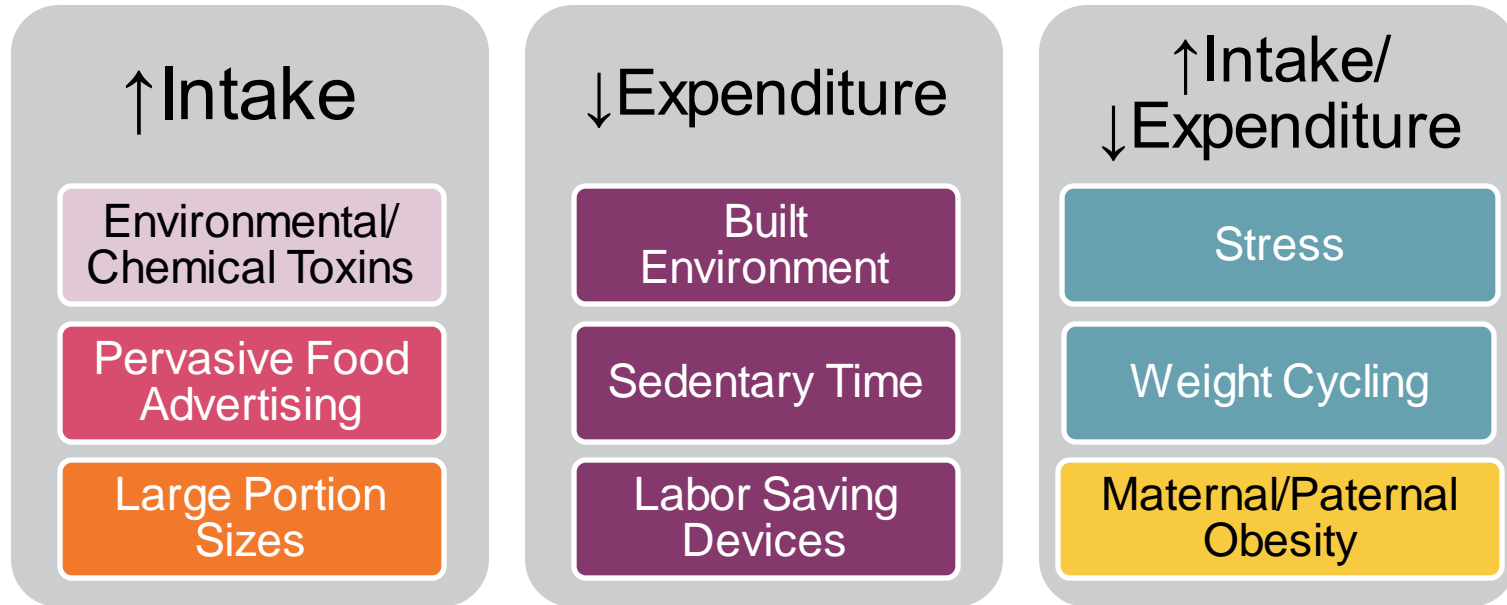 ↑Intake
Environmental/
Chemical Toxins
Pervasive Food
Advertising
Large Portion
Sizes
↓Expenditure
Built
Environment
Sedentary Time
Labor Saving
Devices
↑Intake/
↓Expenditure
Stress
Weight Cycling
Maternal/Paternal
Obesity